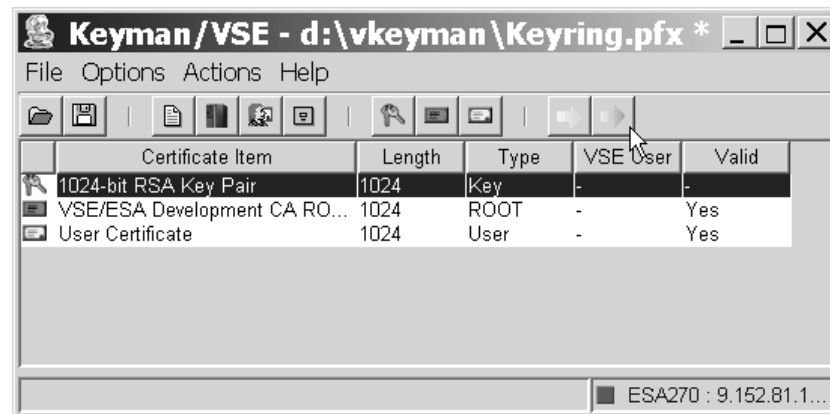 Keyman/VSE - d:\vkeyman\Keyring.pfx *
File Options Actions Help
Certificate Item Length Type VSE User Valid
1024-bit RSA Key Pair 1024 Key - -
VSE/ESA Development CA RO... 1024 ROOT - Yes
User Certificate 1024 User - Yes
ESA270 : 9.152.81.1...